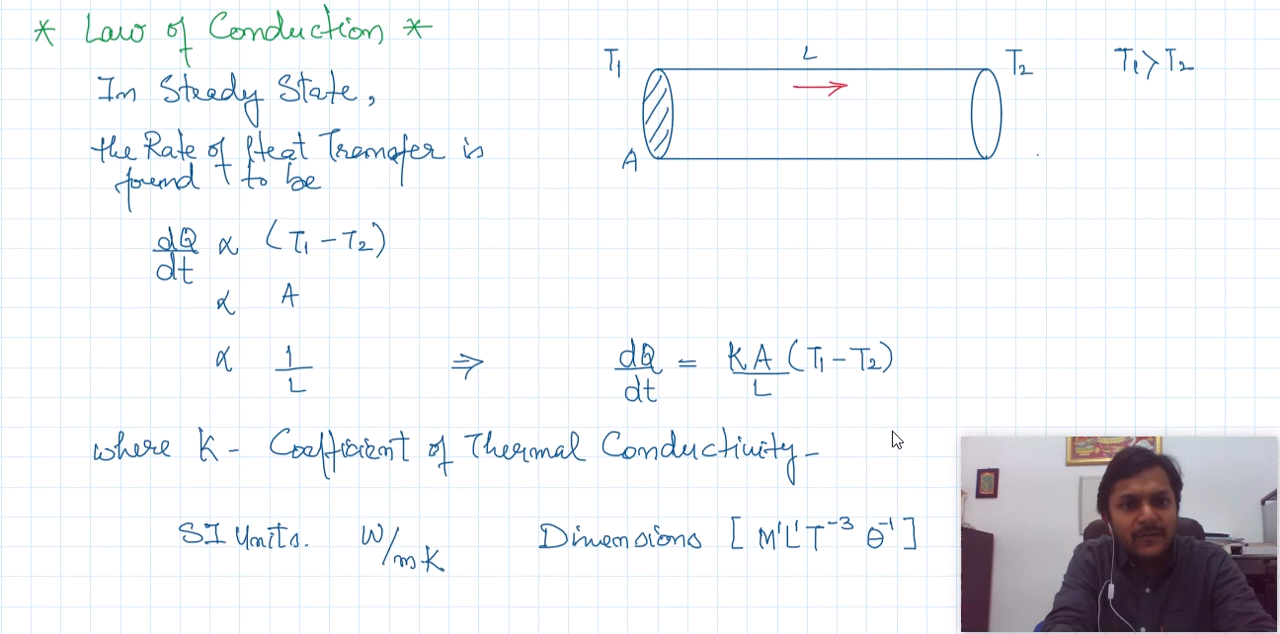 * Law of Conduction *
In Steady State,
the Rate of Heat Transfer is
found to be
T₁ L T₂ T₁ > T₂
A
dQ/dt ∝ (T₁ - T₂)
∝ A
∝ 1/L ⇒ dQ/dt = KA/L (T₁ - T₂)
where K - Coefficient of Thermal Conductivity -
SI Units. W/mK Dimensions [M¹L¹T⁻³ θ⁻¹]